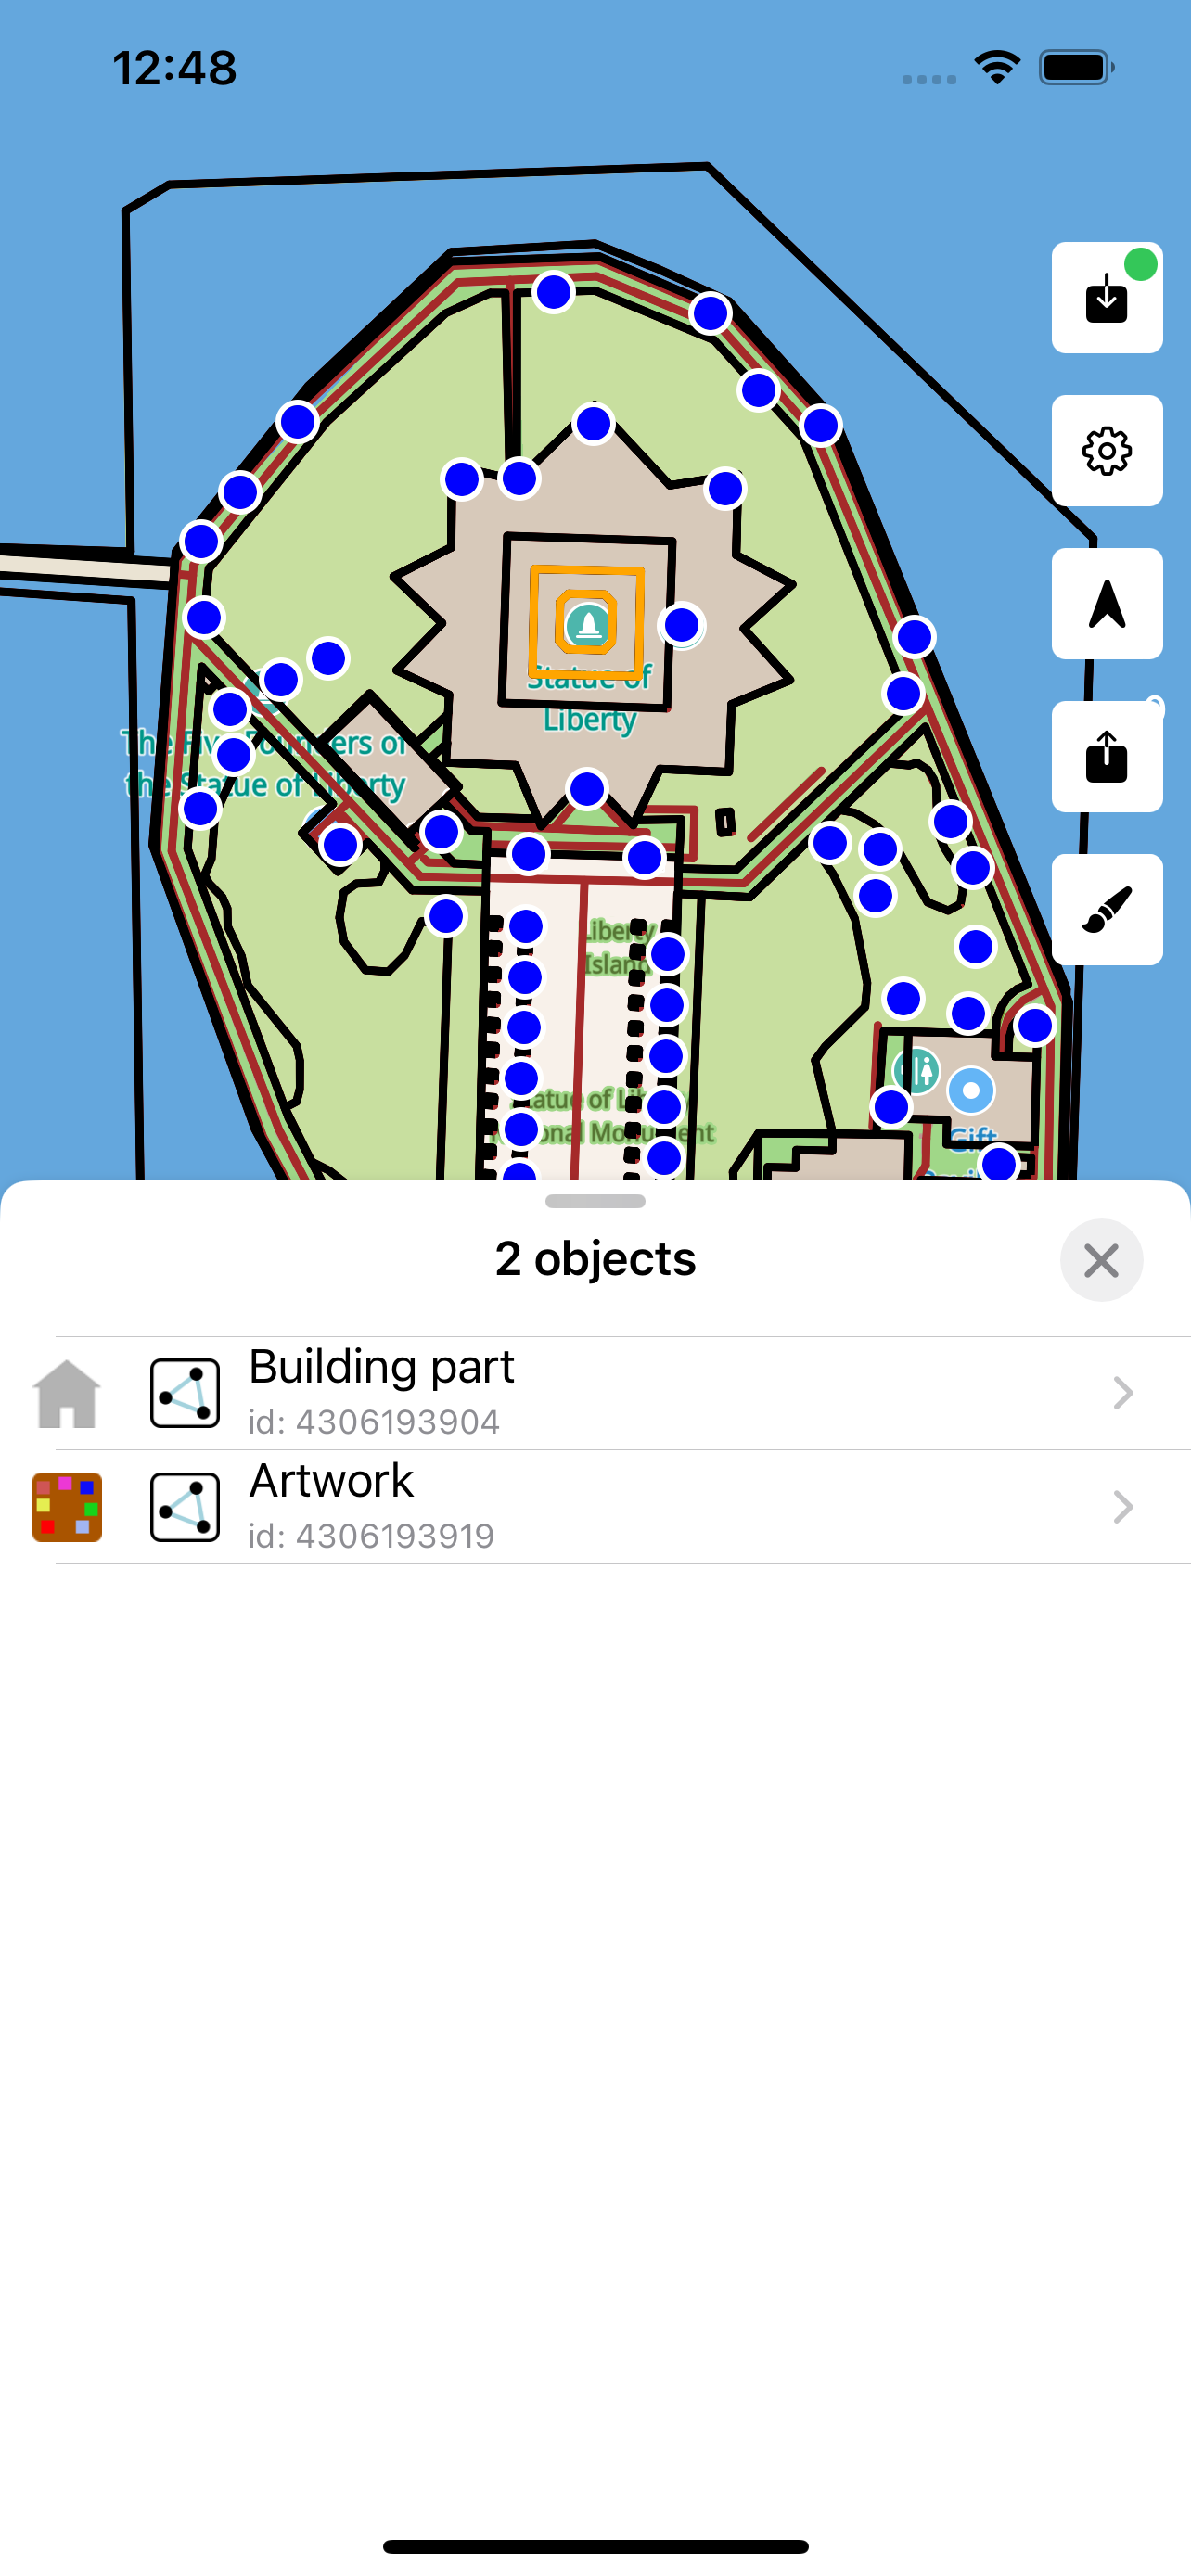 12:48
Statue of
Liberty
The Five Founders of
the Statue of Liberty
Liberty
Island
Statue of Liberty
National Monument
Gift
2 objects
Building part
id: 4306193904
Artwork
id: 4306193919